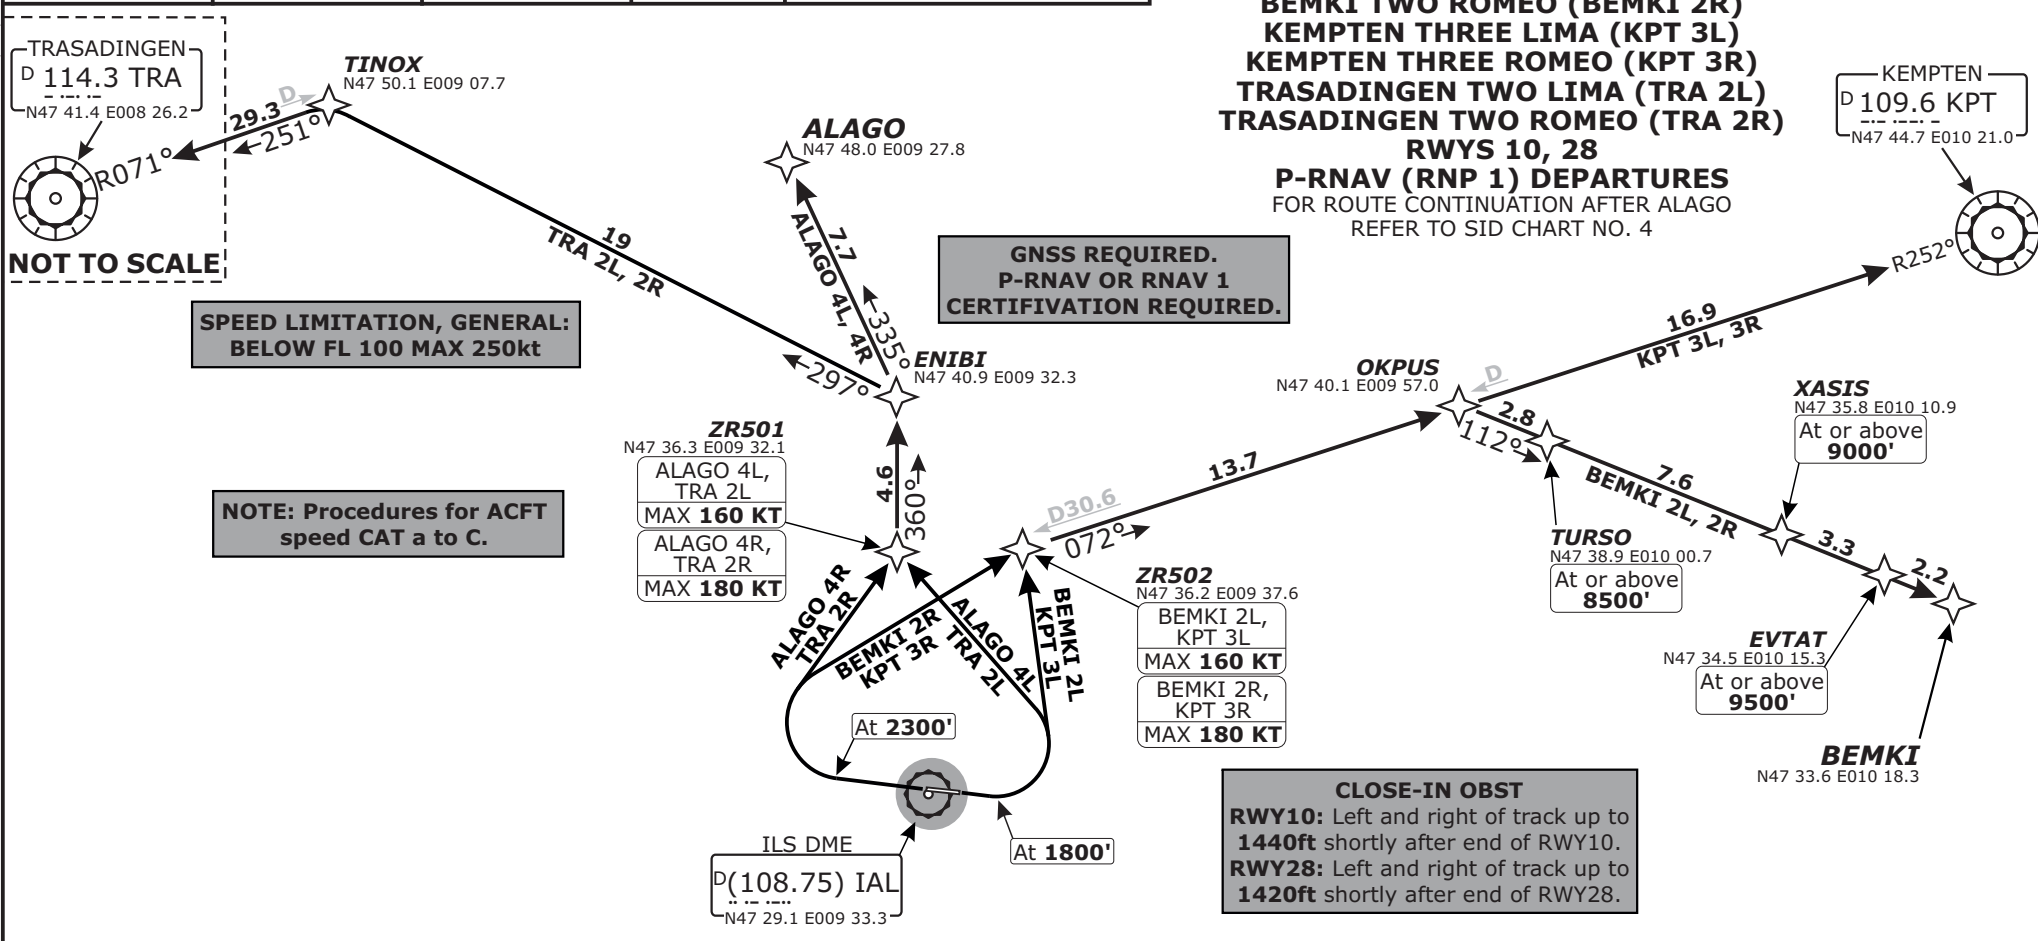 BEMKI TWO ROMEO (BEMKI 2R)
KEMPTEN THREE LIMA (KPT 3L)
KEMPTEN THREE ROMEO (KPT 3R)
TRASADINGEN TWO LIMA (TRA 2L)
TRASADINGEN TWO ROMEO (TRA 2R)
RWYS 10, 28
P-RNAV (RNP 1) DEPARTURES
FOR ROUTE CONTINUATION AFTER ALAGO
REFER TO SID CHART NO. 4
TRASADINGEN
D 114.3 TRA
N47 41.4 E008 26.2
R071°
NOT TO SCALE
TINOX
N47 50.1 E009 07.7
D
29.3
←251°
19
TRA 2L, 2R
ALAGO
N47 48.0 E009 27.8
7.7
ALAGO 4L, 4R
←335°
←297°
ENIBI
N47 40.9 E009 32.3
KEMPTEN
D 109.6 KPT
N47 44.7 E010 21.0
R252°
GNSS REQUIRED.
P-RNAV OR RNAV 1
CERTIFIVATION REQUIRED.
SPEED LIMITATION, GENERAL:
BELOW FL 100 MAX 250kt
NOTE: Procedures for ACFT
speed CAT a to C.
ZR501
N47 36.3 E009 32.1
ALAGO 4L,
TRA 2L
MAX 160 KT
ALAGO 4R,
TRA 2R
MAX 180 KT
4.6
360°→
OKPUS
N47 40.1 E009 57.0
D
16.9
KPT 3L, 3R
13.7
D30.6
072°→
2.8
112°→
TURSO
N47 38.9 E010 00.7
At or above
8500'
7.6
BEMKI 2L, 2R
XASIS
N47 35.8 E010 10.9
At or above
9000'
3.3
2.2
EVTAT
N47 34.5 E010 15.3
At or above
9500'
BEMKI
N47 33.6 E010 18.3
ZR502
N47 36.2 E009 37.6
BEMKI 2L,
KPT 3L
MAX 160 KT
BEMKI 2R,
KPT 3R
MAX 180 KT
ALAGO 4R
TRA 2R
BEMKI 2R
KPT 3R
ALAGO 4L
TRA 2L
BEMKI 2L
KPT 3L
At 2300'
At 1800'
ILS DME
D(108.75) IAL
N47 29.1 E009 33.3
CLOSE-IN OBST
RWY10: Left and right of track up to
1440ft shortly after end of RWY10.
RWY28: Left and right of track up to
1420ft shortly after end of RWY28.